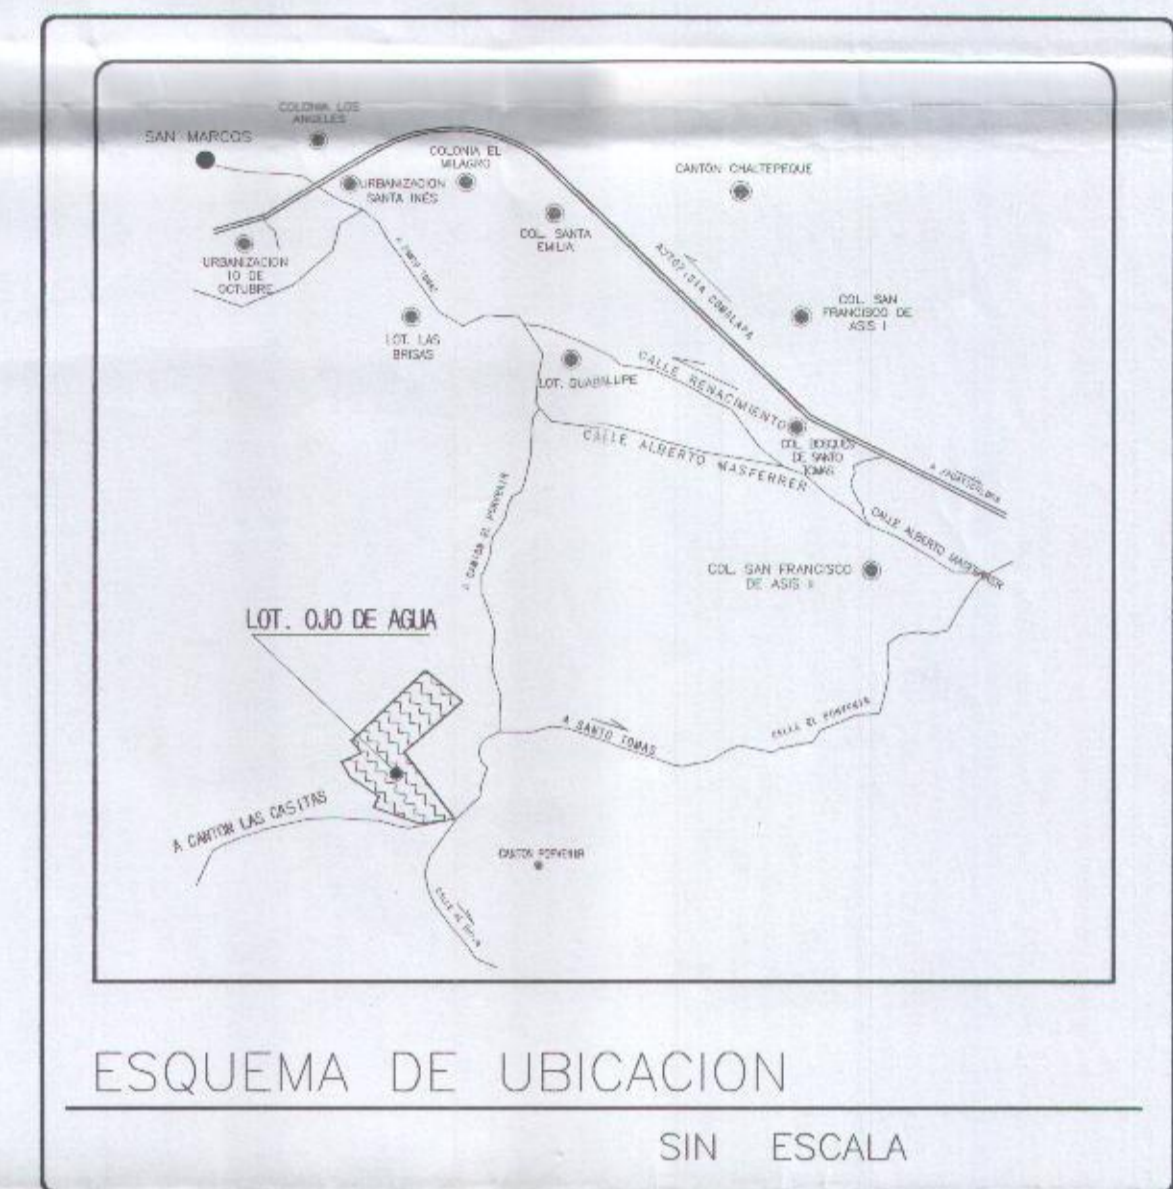 COLONIA LOS
ANGELES
SAN MARCOS
COLONIA EL
MILAGRO
CANTON CHALTEPEQUE
URBANIZACION
SANTA INÉS
COL. SANTA
EMILIA
URBANIZACION
10 DE
OCTUBRE
A SANTO TOMAS
AUTOPISTA COMALAPA
COL. SAN
FRANCISCO DE
ASIS I
LOT. LAS
BRISAS
LOT. GUADALUPE
CALLE RENACIMIENTO
CALLE ALBERTO MASFERRER
COL. BOSQUES
DE SANTO
TOMAS
A CANTON EL PORVENIR
CALLE ALBERTO MASFERRER
COL. SAN FRANCISCO
DE ASIS II
LOT. OJO DE AGUA
A SANTO TOMAS
CALLE EL PORVENIR
A CANTON LAS CASITAS
CANTON PORVENIR
ESQUEMA DE UBICACION
SIN ESCALA